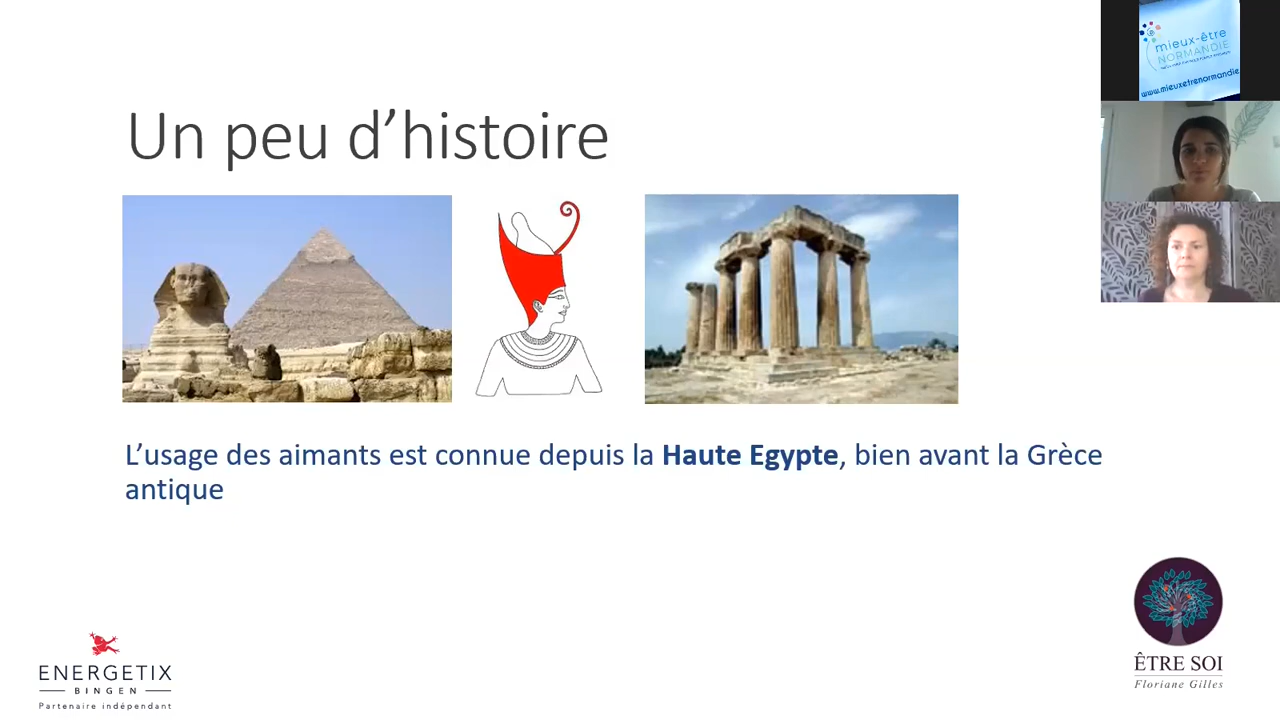 mieux-être
NORMANDIE
www.mieuxetrenormandie
Un peu d’histoire
L’usage des aimants est connue depuis la Haute Egypte, bien avant la Grèce
antique
ENERGETIX
BINGEN
Partenaire indépendant
ÊTRE SOI
Floriane Gilles